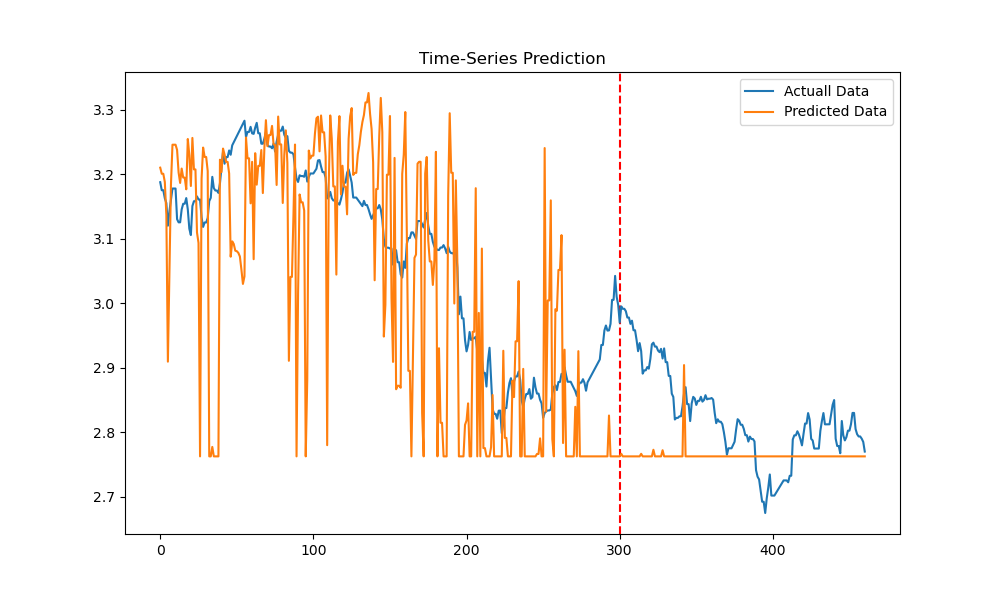 Time-Series Prediction
Actuall Data
Predicted Data
3.3
3.2
3.1
3.0
2.9
2.8
2.7
0 100 200 300 400